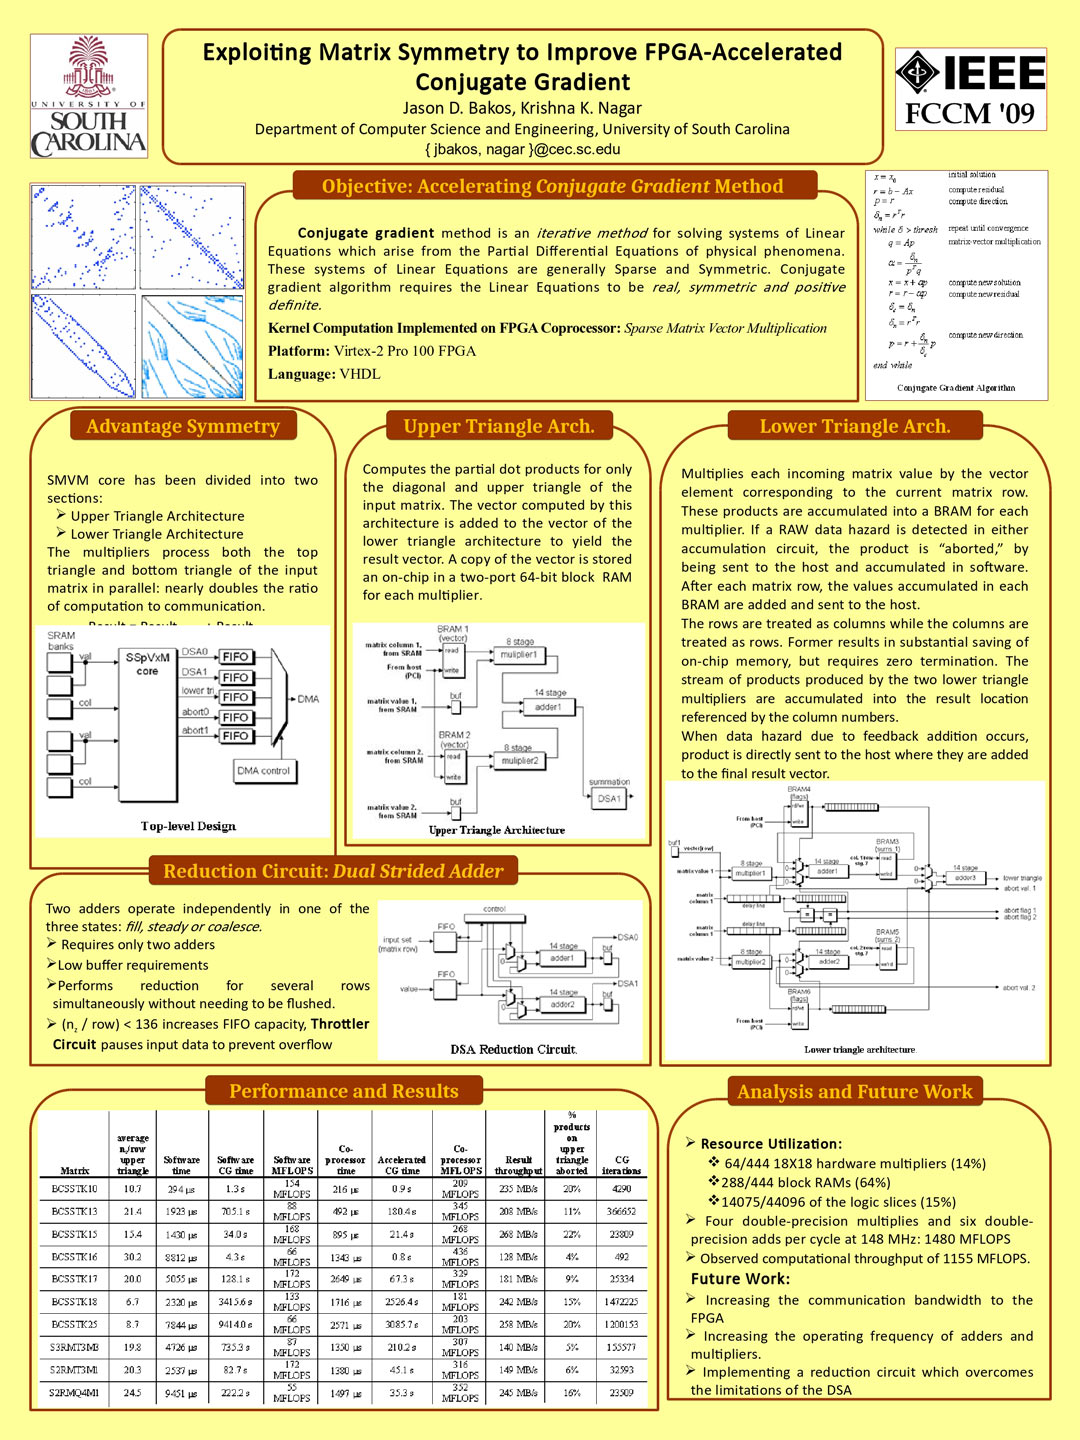 UNIVERSITY OF
SOUTH
CAROLINA
Exploiting Matrix Symmetry to Improve FPGA-Accelerated
Conjugate Gradient
Jason D. Bakos, Krishna K. Nagar
Department of Computer Science and Engineering, University of South Carolina
{ jbakos, nagar }@cec.sc.edu
IEEE
FCCM '09
Objective: Accelerating Conjugate Gradient Method
Conjugate gradient method is an iterative method for solving systems of Linear
Equations which arise from the Partial Differential Equations of physical phenomena.
These systems of Linear Equations are generally Sparse and Symmetric. Conjugate
gradient algorithm requires the Linear Equations to be real, symmetric and positive
definite.
Kernel Computation Implemented on FPGA Coprocessor: Sparse Matrix Vector Multiplication
Platform: Virtex-2 Pro 100 FPGA
Language: VHDL
x = x₀ initial solution
r = b − Ax compute residual
p = r compute direction
δₙ = rᵀr
while δ > thresh repeat until convergence
q = Ap matrix-vector multiplication
α = δₙ / pᵀq
x = x + αp compute new solution
r = r − αp compute new residual
δₙ = rᵀr
compute new direction
end while
Conjugate Gradient Algorithm
Advantage Symmetry
SMVM core has been divided into two
sections:
➢ Upper Triangle Architecture
➢ Lower Triangle Architecture
The multipliers process both the top
triangle and bottom triangle of the input
matrix in parallel: nearly doubles the ratio
of computation to communication.
SRAM
banks
val
col
val
col
SSpVxM
core
DSA0
FIFO
DSA1
FIFO
lower tri
FIFO
abort0
FIFO
abort1
FIFO
DMA
DMA control
Top-level Design
Upper Triangle Arch.
Computes the partial dot products for only
the diagonal and upper triangle of the
input matrix. The vector computed by this
architecture is added to the vector of the
lower triangle architecture to yield the
result vector. A copy of the vector is stored
an on-chip in a two-port 64-bit block RAM
for each multiplier.
BRAM 1
(vector)
matrix column 1,
from SRAM
read
From host
(PCI)
write
8 stage
muliplier1
matrix value 1,
from SRAM
buf
14 stage
adder1
BRAM 2
(vector)
matrix column 2,
from SRAM
read
write
8 stage
muliplier2
matrix value 2,
from SRAM
buf
summation
DSA1
Upper Triangle Architecture
Lower Triangle Arch.
Multiplies each incoming matrix value by the vector
element corresponding to the current matrix row.
These products are accumulated into a BRAM for each
multiplier. If a RAW data hazard is detected in either
accumulation circuit, the product is “aborted,” by
being sent to the host and accumulated in software.
After each matrix row, the values accumulated in each
BRAM are added and sent to the host.
The rows are treated as columns while the columns are
treated as rows. Former results in substantial saving of
on-chip memory, but requires zero termination. The
stream of products produced by the two lower triangle
multipliers are accumulated into the result location
referenced by the column numbers.
When data hazard due to feedback addition occurs,
product is directly sent to the host where they are added
to the final result vector.
BRAM4
(flags)
From host
(PCI)
write
buf1
vector[row]
matrix value 1
8 stage
multiplier1
14 stage
adder1
BRAM3
(sums 1)
read
write
14 stage
adder3
lower triangle
abort val. 1
matrix
column 1
delay line
abort flag 1
abort flag 2
matrix
column 1
delay line
matrix value 2
8 stage
multiplier2
14 stage
adder2
BRAM5
(sums 2)
read
abort val. 2
BRAM6
(flags)
From host
(PCI)
write
Lower triangle architecture.
Reduction Circuit: Dual Strided Adder
Two adders operate independently in one of the
three states: fill, steady or coalesce.
➢ Requires only two adders
➢Low buffer requirements
➢Performs reduction for several rows
simultaneously without needing to be flushed.
➢ (nz / row) < 136 increases FIFO capacity, Throttler
Circuit pauses input data to prevent overflow
control
input set
(matrix row)
FIFO
value
FIFO
14 stage
adder1
buf
DSA0
14 stage
adder2
buf
DSA1
DSA Reduction Circuit.
Performance and Results
Matrix | average nz/row upper triangle | Software time | Software CG time | Software MFLOPS | Co-processor time | Accelerated CG time | Co-processor MFLOPS | Result throughput | % products on upper triangle aborted | CG iterations
BCSSTK10 10.7 294 µs 1.3 s 154 MFLOPS 216 µs 0.9 s 209 MFLOPS 235 MB/s 20% 4290
BCSSTK13 21.4 1923 µs 705.1 s 88 MFLOPS 492 µs 180.4 s 345 MFLOPS 208 MB/s 11% 366652
BCSSTK15 15.4 1430 µs 34.0 s 168 MFLOPS 895 µs 21.4 s 268 MFLOPS 268 MB/s 22% 23809
BCSSTK16 30.2 8812 µs 4.3 s 66 MFLOPS 1343 µs 0.8 s 436 MFLOPS 128 MB/s 4% 492
BCSSTK17 20.0 5055 µs 128.1 s 172 MFLOPS 2649 µs 67.3 s 329 MFLOPS 181 MB/s 9% 25334
BCSSTK18 6.7 2320 µs 3415.6 s 133 MFLOPS 1716 µs 2526.4 s 181 MFLOPS 242 MB/s 15% 1472225
BCSSTK25 8.7 7844 µs 9414.0 s 66 MFLOPS 2571 µs 3085.7 s 203 MFLOPS 258 MB/s 20% 1200153
S3RMT3M3 19.8 4726 µs 735.3 s 87 MFLOPS 1350 µs 210.2 s 307 MFLOPS 140 MB/s 5% 155577
S2RMT3M1 20.3 2537 µs 82.7 s 172 MFLOPS 1380 µs 45.1 s 316 MFLOPS 149 MB/s 6% 32593
S2RMQ4M1 24.5 9451 µs 222.2 s 55 MFLOPS 1497 µs 35.3 s 352 MFLOPS 245 MB/s 16% 23509
Analysis and Future Work
➢ Resource Utilization:
❖ 64/444 18X18 hardware multipliers (14%)
❖288/444 block RAMs (64%)
❖14075/44096 of the logic slices (15%)
➢ Four double-precision multiplies and six double-
precision adds per cycle at 148 MHz: 1480 MFLOPS
➢ Observed computational throughput of 1155 MFLOPS.
Future Work:
➢ Increasing the communication bandwidth to the
FPGA
➢ Increasing the operating frequency of adders and
multipliers.
➢ Implementing a reduction circuit which overcomes
the limitations of the DSA